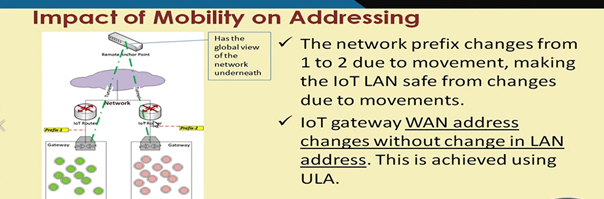 Impact of Mobility on Addressing
Remote Anchor Point
Has the
global view
of the
network
underneath
Tunnel
Network
IoT Router
IoT Router
Prefix-1
Prefix-2
Gateway
Gateway
✓ The network prefix changes from
1 to 2 due to movement, making
the IoT LAN safe from changes
due to movements.
✓ IoT gateway WAN address
changes without change in LAN
address. This is achieved using
ULA.